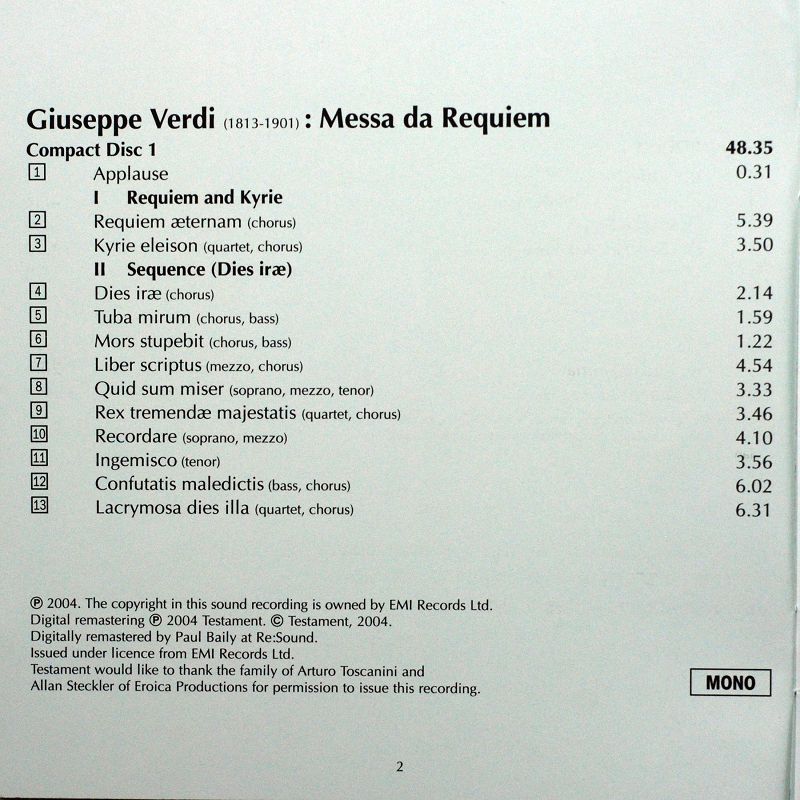 Giuseppe Verdi (1813-1901) : Messa da Requiem
Compact Disc 1 48.35
1 Applause 0.31
I Requiem and Kyrie
2 Requiem æternam (chorus) 5.39
3 Kyrie eleison (quartet, chorus) 3.50
II Sequence (Dies iræ)
4 Dies iræ (chorus) 2.14
5 Tuba mirum (chorus, bass) 1.59
6 Mors stupebit (chorus, bass) 1.22
7 Liber scriptus (mezzo, chorus) 4.54
8 Quid sum miser (soprano, mezzo, tenor) 3.33
9 Rex tremendæ majestatis (quartet, chorus) 3.46
10 Recordare (soprano, mezzo) 4.10
11 Ingemisco (tenor) 3.56
12 Confutatis maledictis (bass, chorus) 6.02
13 Lacrymosa dies illa (quartet, chorus) 6.31
℗ 2004. The copyright in this sound recording is owned by EMI Records Ltd.
Digital remastering ℗ 2004 Testament. © Testament, 2004.
Digitally remastered by Paul Baily at Re:Sound.
Issued under licence from EMI Records Ltd.
Testament would like to thank the family of Arturo Toscanini and
Allan Steckler of Eroica Productions for permission to issue this recording.
MONO
2